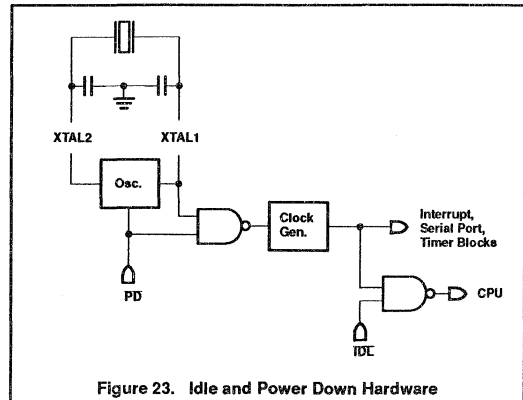 XTAL2
XTAL1
Osc.
Clock
Gen.
Interrupt,
Serial Port,
Timer Blocks
PD
CPU
IDL
Figure 23. Idle and Power Down Hardware